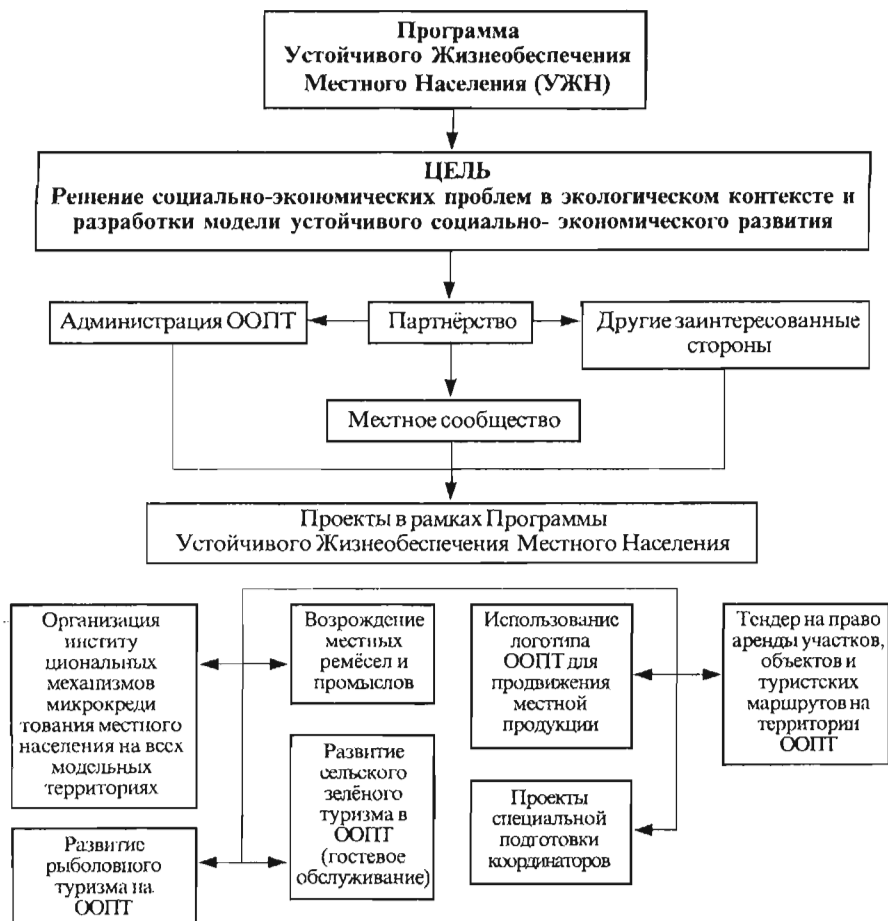 Программа
Устойчивого Жизнеобеспечения
Местного Населения (УЖН)
ЦЕЛЬ
Решение социально-экономических проблем в экологическом контексте и
разработки модели устойчивого социально- экономического развития
Администрация ООПТ
Партнёрство
Другие заинтересованные
стороны
Местное сообщество
Проекты в рамках Программы
Устойчивого Жизнеобеспечения Местного Населения
Организация
институ
циональных
механизмов
микрокреди
тования местного
населения на всех
модельных
территориях
Возрождение
местных
ремёсел и
промыслов
Использование
логотипа
ООПТ для
продвижения
местной
продукции
Тендер на право
аренды участков,
объектов и
туристских
маршрутов на
территории
ООПТ
Развитие
рыболовного
туризма на
ООПТ
Развитие
сельского
зелёного
туризма в
ООПТ
(гостевое
обслуживание)
Проекты
специальной
подготовки
координаторов